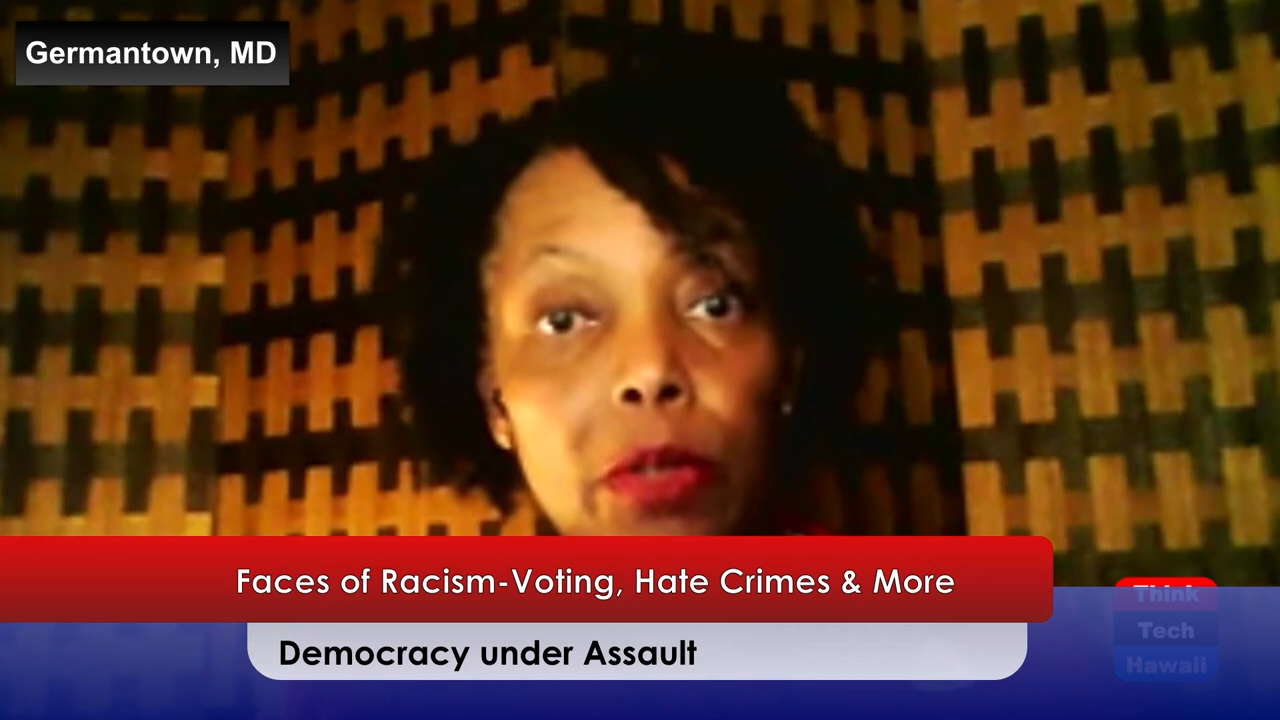 Germantown, MD
Faces of Racism-Voting, Hate Crimes & More
Democracy under Assault
Think
Tech
Hawaii